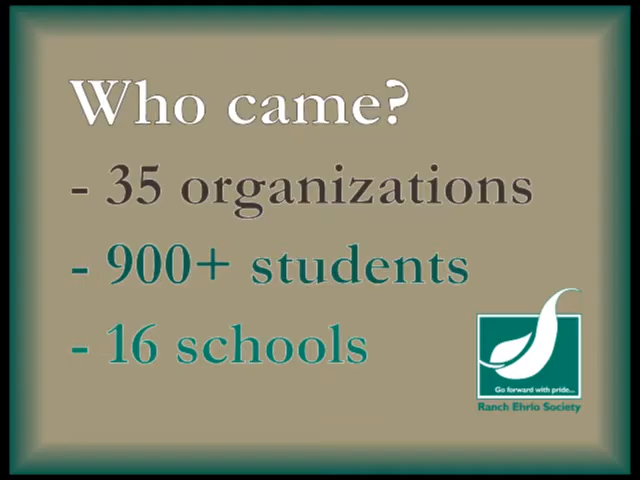 Who came?
- 35 organizations
- 900+ students
- 16 schools
Go forward with pride...
Ranch Ehrlo Society